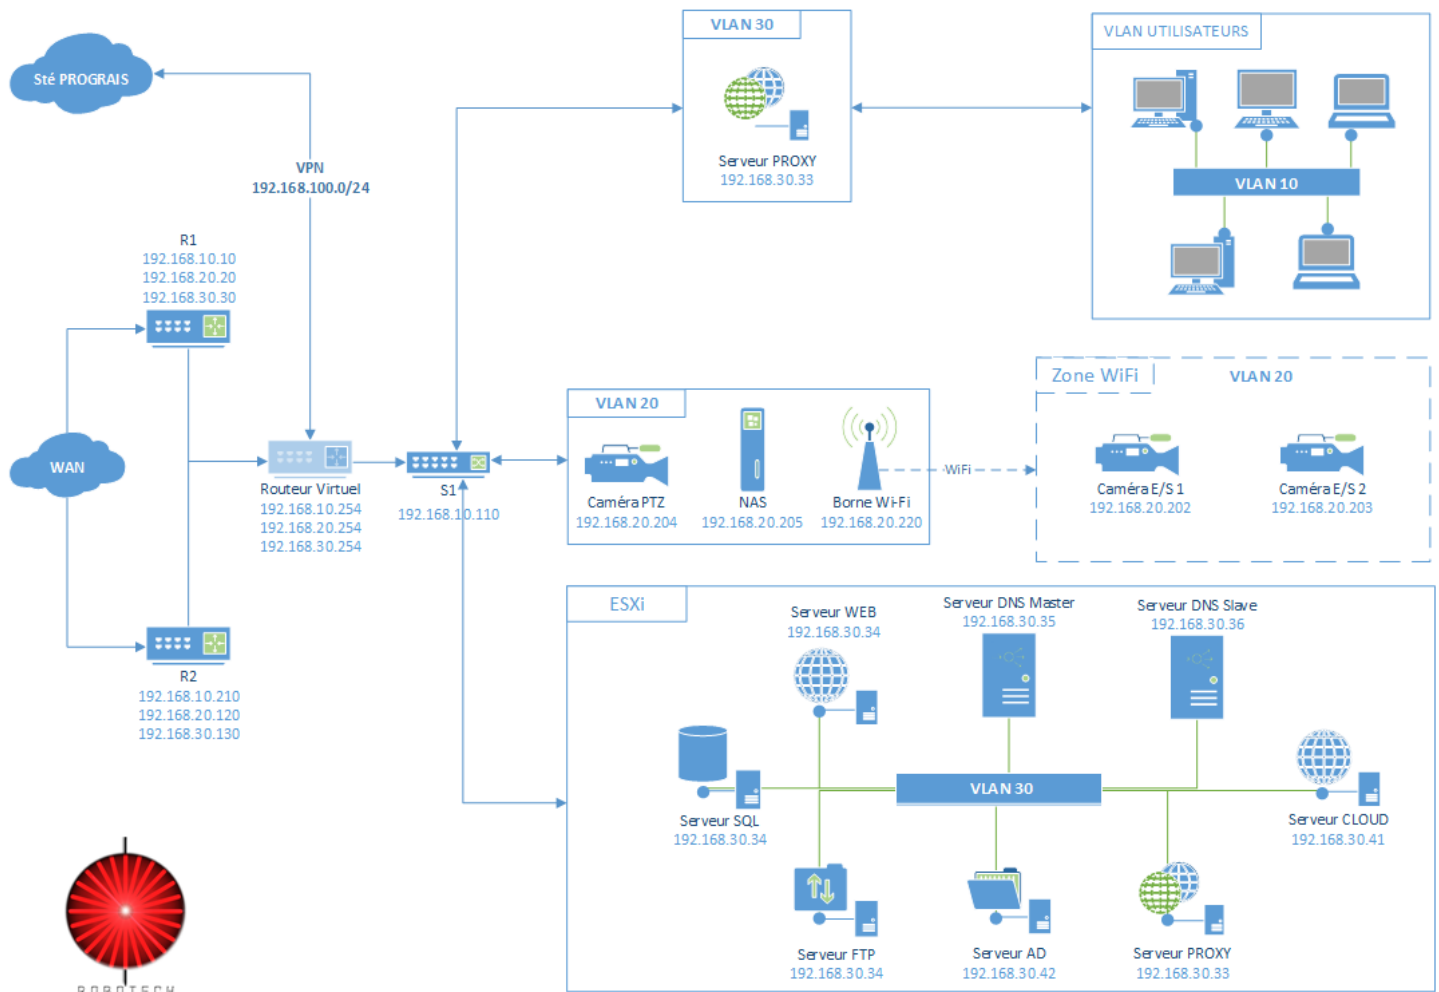 Sté PROGRAIS
VPN
192.168.100.0/24
R1
192.168.10.10
192.168.20.20
192.168.30.30
WAN
Routeur Virtuel
192.168.10.254
192.168.20.254
192.168.30.254
S1
192.168.10.110
R2
192.168.10.210
192.168.20.120
192.168.30.130
VLAN 30
Serveur PROXY
192.168.30.33
VLAN UTILISATEURS
VLAN 10
VLAN 20
Caméra PTZ
192.168.20.204
NAS
192.168.20.205
Borne Wi-Fi
192.168.20.220
WiFi
Zone WiFi
VLAN 20
Caméra E/S 1
192.168.20.202
Caméra E/S 2
192.168.20.203
ESXi
Serveur WEB
192.168.30.34
Serveur DNS Master
192.168.30.35
Serveur DNS Slave
192.168.30.36
VLAN 30
Serveur SQL
192.168.30.34
Serveur CLOUD
192.168.30.41
Serveur FTP
192.168.30.34
Serveur AD
192.168.30.42
Serveur PROXY
192.168.30.33
ROBOTECH